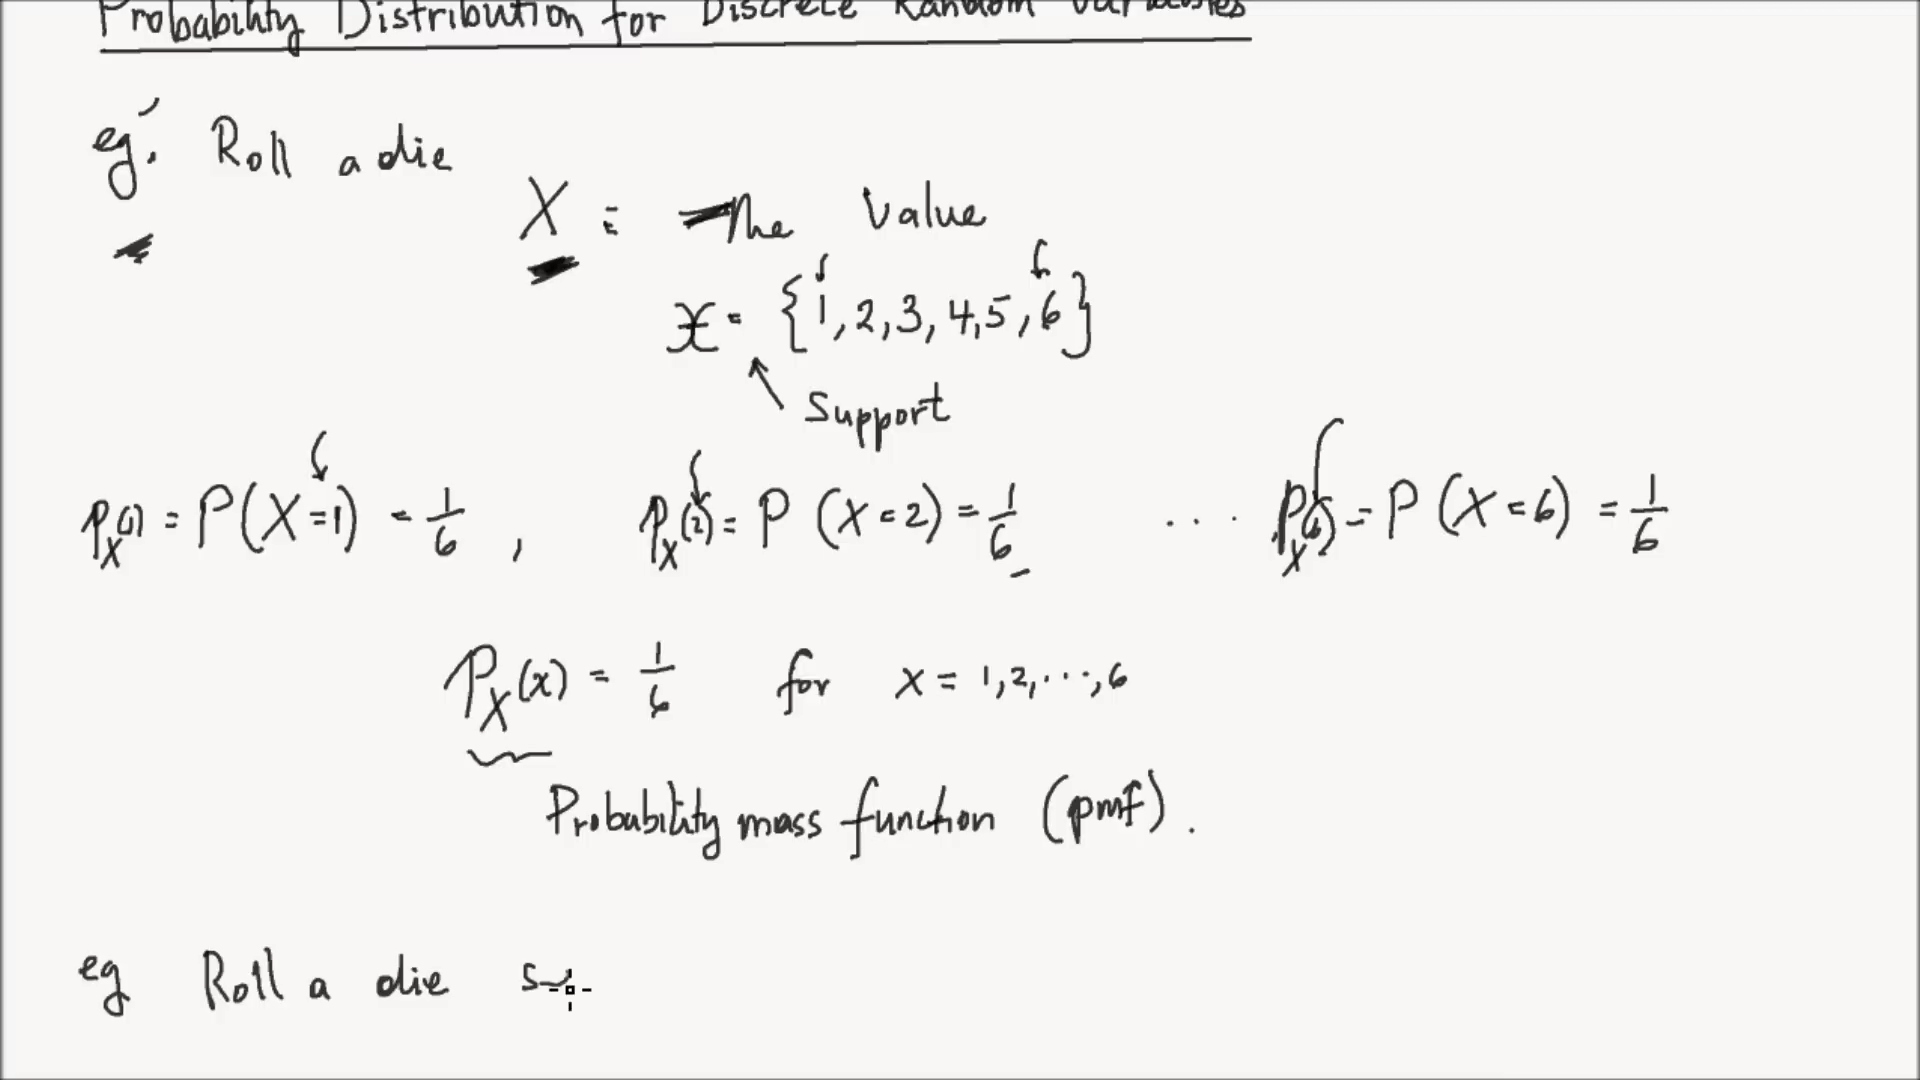 Probability Distribution for Discrete Random Variables
eg. Roll a die
X = The Value
𝒳 = {1, 2, 3, 4, 5, 6}
Support
p_X(1) = P(X=1) = 1/6 , p_X(2) = P(X=2) = 1/6 ... p_X(6) = P(X=6) = 1/6
p_X(x) = 1/6 for x = 1,2,...,6
Probability mass function (pmf).
eg Roll a die